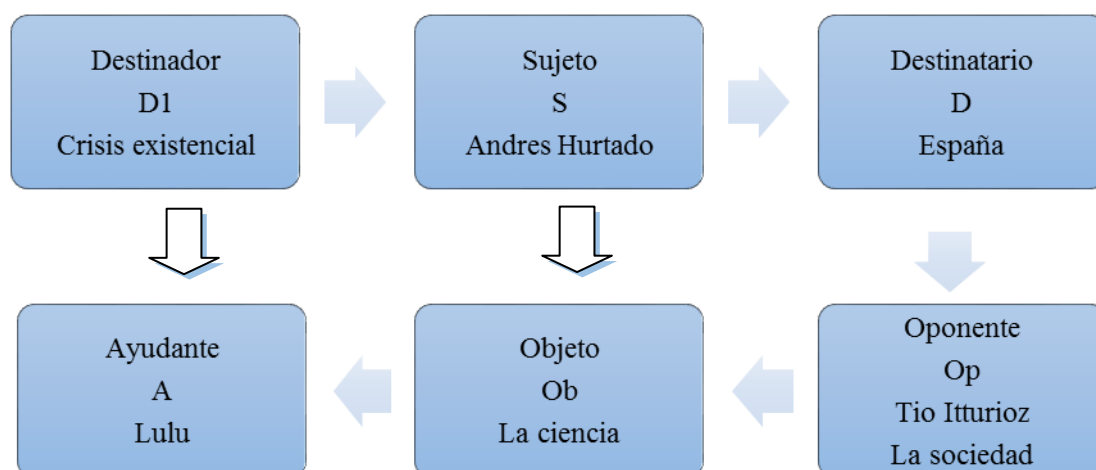 Destinador
D1
Crisis existencial
Sujeto
S
Andres Hurtado
Destinatario
D
España
Ayudante
A
Lulu
Objeto
Ob
La ciencia
Oponente
Op
Tio Itturioz
La sociedad